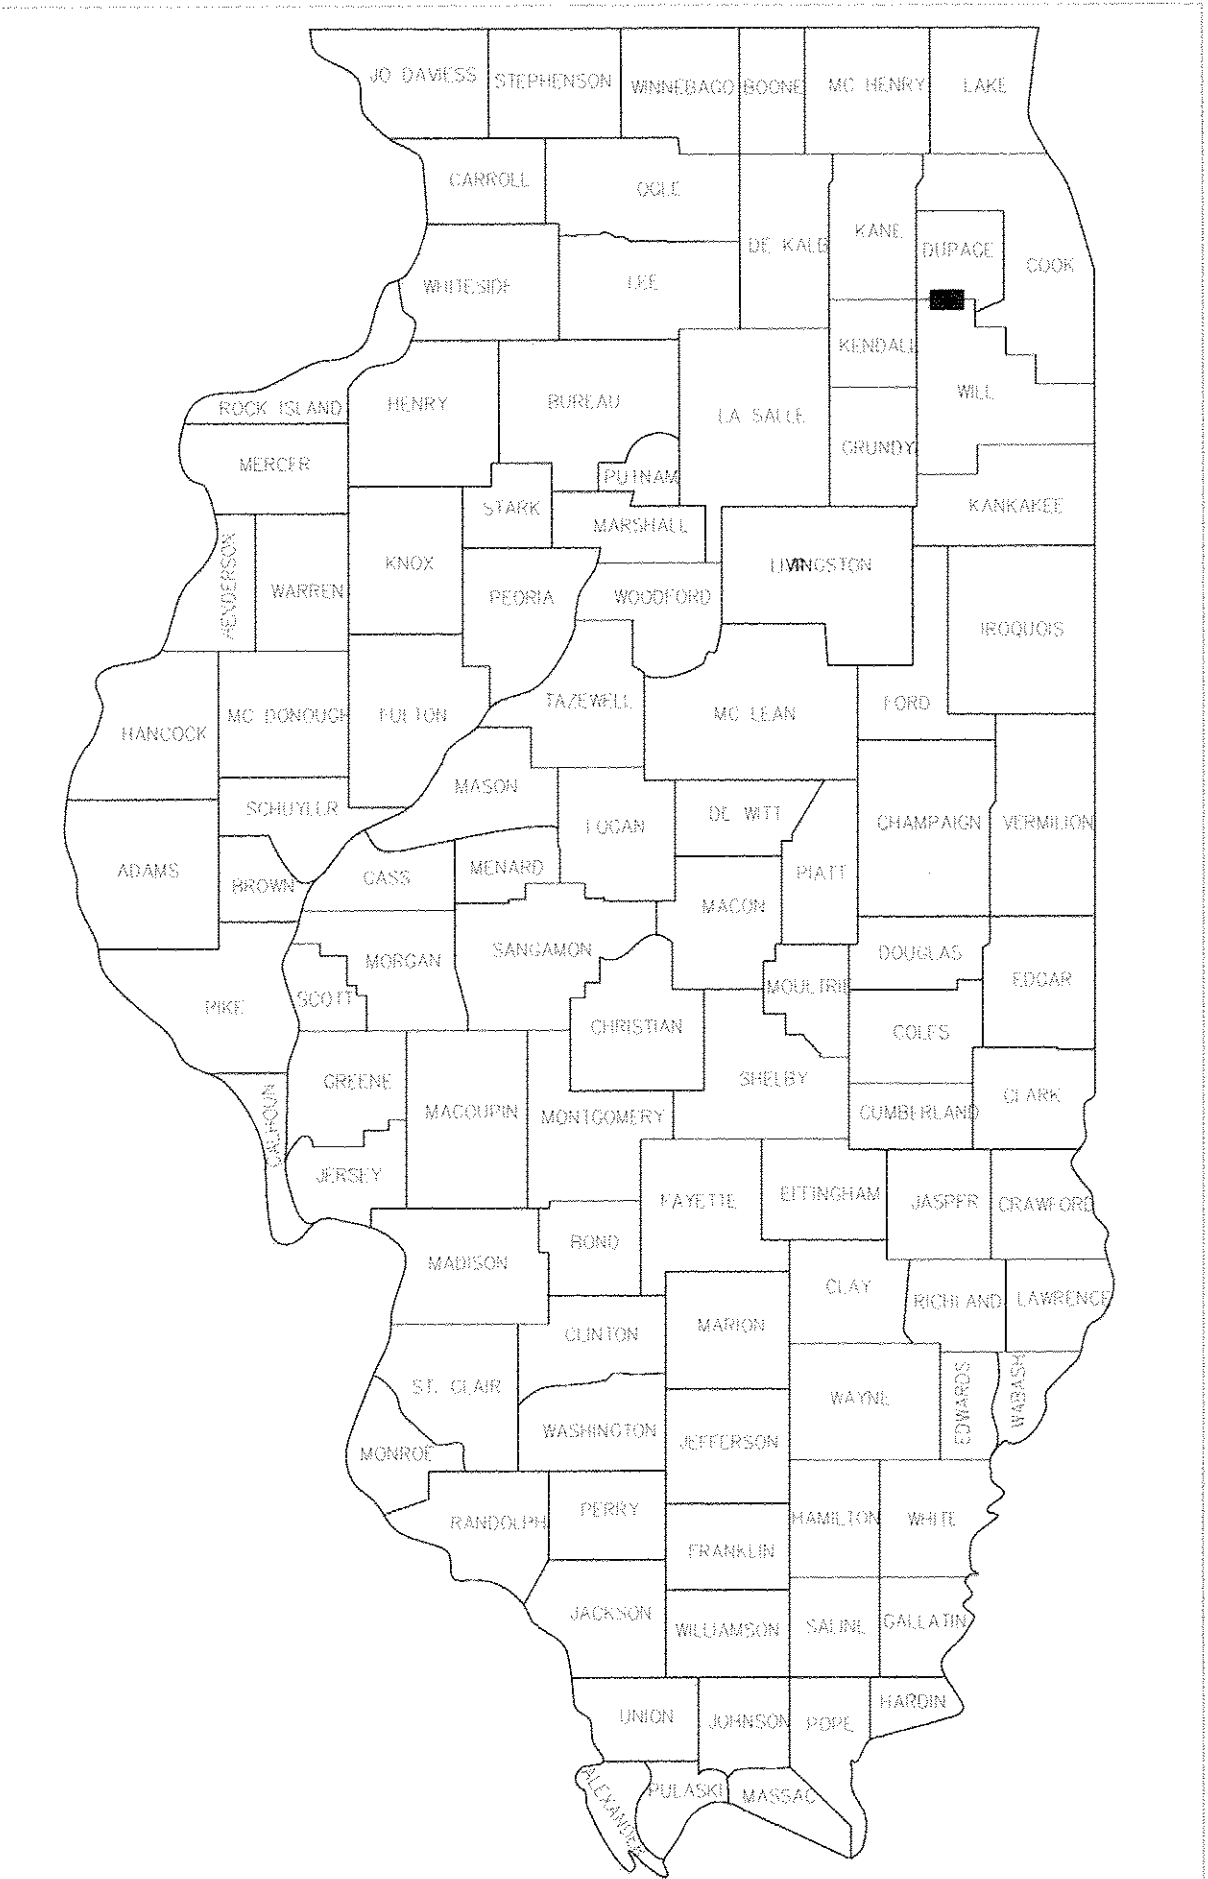 JO DAVIESS
STEPHENSON
WINNEBAGO
BOONE
MC HENRY
LAKE
CARROLL
OGLE
DE KALB
KANE
DUPAGE
COOK
WHITESIDE
LEE
KENDALL
WILL
ROCK ISLAND
HENRY
BUREAU
LA SALLE
GRUNDY
MERCER
PUTNAM
STARK
MARSHALL
KANKAKEE
HENDERSON
WARREN
KNOX
PEORIA
WOODFORD
LIVINGSTON
IROQUOIS
HANCOCK
MC DONOUGH
FULTON
TAZEWELL
MC LEAN
FORD
MASON
SCHUYLER
LOGAN
DE WITT
CHAMPAIGN
VERMILION
ADAMS
BROWN
CASS
MENARD
MACON
PIATT
PIKE
SCOTT
MORGAN
SANGAMON
CHRISTIAN
MOULTRIE
DOUGLAS
EDGAR
COLES
CALHOUN
GREENE
MACOUPIN
MONTGOMERY
SHELBY
CUMBERLAND
CLARK
JERSEY
FAYETTE
EFFINGHAM
JASPER
CRAWFORD
MADISON
BOND
CLAY
RICHLAND
LAWRENCE
CLINTON
MARION
ST. CLAIR
WASHINGTON
WAYNE
EDWARDS
WABASH
MONROE
JEFFERSON
RANDOLPH
PERRY
HAMILTON
WHITE
FRANKLIN
JACKSON
WILLIAMSON
SALINE
GALLATIN
UNION
JOHNSON
POPE
HARDIN
ALEXANDER
PULASKI
MASSAC